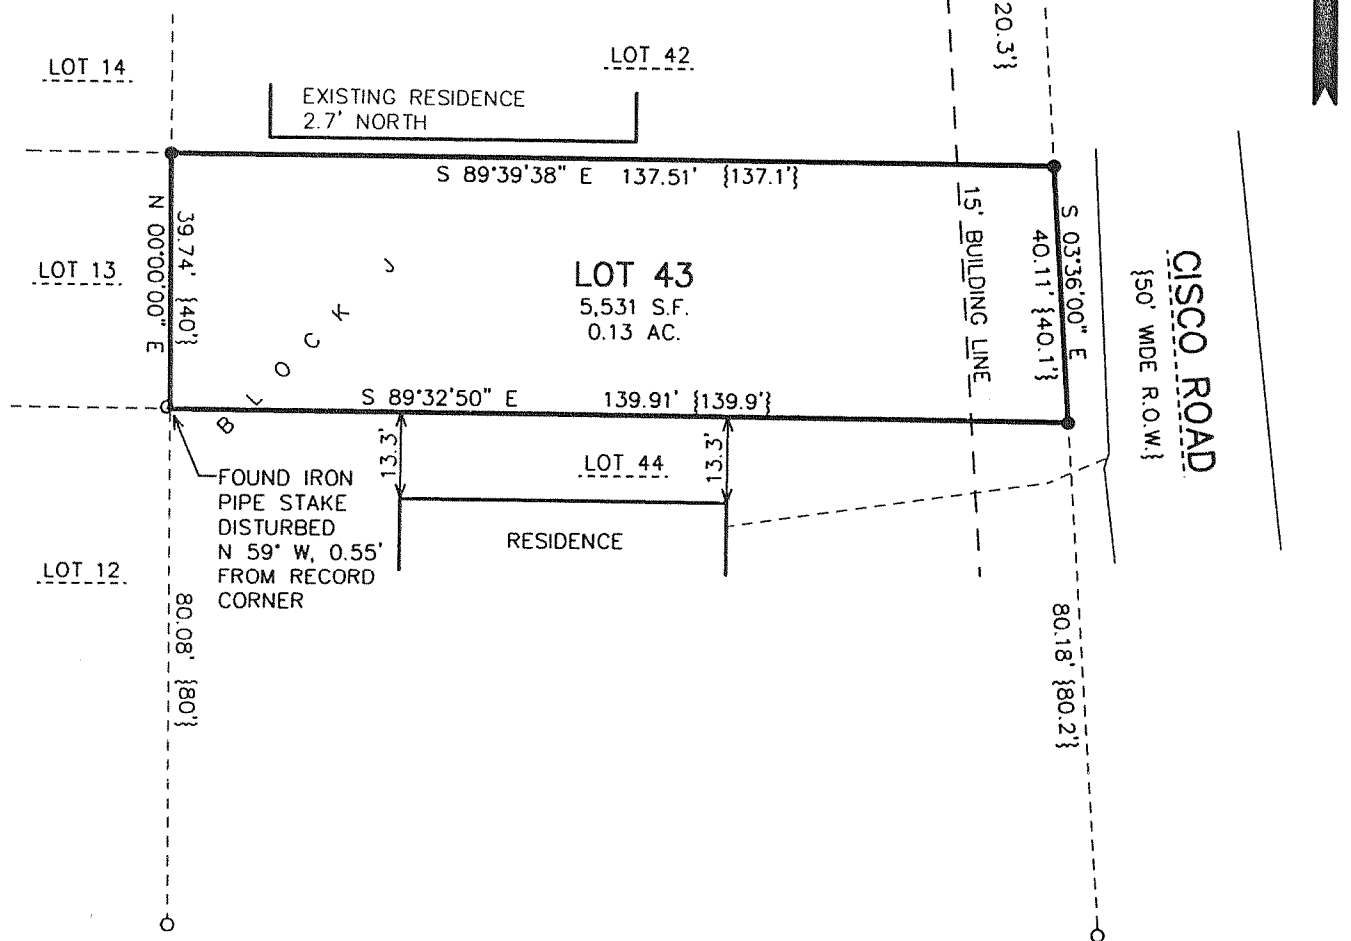 20.3'}
LOT 14
LOT 42
EXISTING RESIDENCE
2.7' NORTH
S 89°39'38" E 137.51' {137.1'}
N 00°00'00" E
39.74' {40'}
LOT 13
BLOCK J
LOT 43
5,531 S.F.
0.13 AC.
15' BUILDING LINE
S 03°36'00" E
40.11' {40.1'}
CISCO ROAD
{50' WIDE R.O.W.}
S 89°32'50" E 139.91' {139.9'}
13.3'
LOT 44
13.3'
FOUND IRON
PIPE STAKE
DISTURBED
N 59° W, 0.55'
FROM RECORD
CORNER
RESIDENCE
LOT 12
80.08' {80'}
80.18' {80.2'}